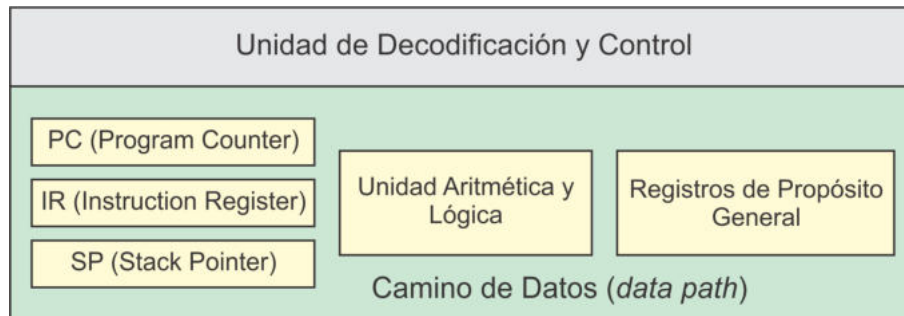 Unidad de Decodificación y Control
PC (Program Counter)
IR (Instruction Register)
SP (Stack Pointer)
Unidad Aritmética y
Lógica
Registros de Propósito
General
Camino de Datos (data path)